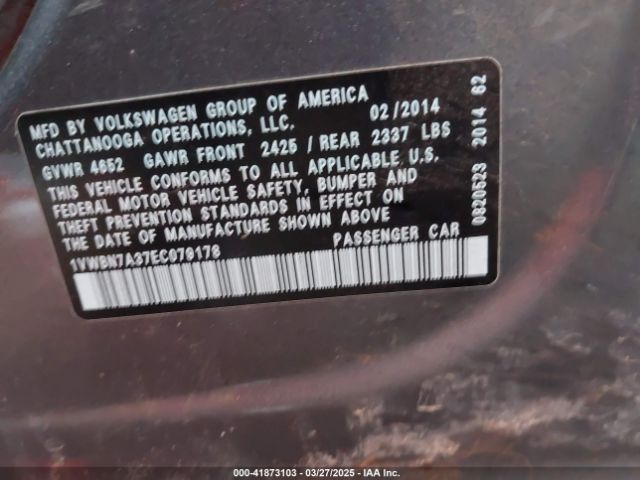 MFD BY VOLKSWAGEN GROUP OF AMERICA
CHATTANOOGA OPERATIONS, LLC. 02/2014
GVWR 4652 GAWR FRONT 2425 / REAR 2337 LBS
THIS VEHICLE CONFORMS TO ALL APPLICABLE U.S.
FEDERAL MOTOR VEHICLE SAFETY, BUMPER AND
THEFT PREVENTION STANDARDS IN EFFECT ON
THE DATE OF MANUFACTURE SHOWN ABOVE
1VWBN7A37EC079178 PASSENGER CAR
0820523 2014 62
000-41873103 — 03/27/2025 — IAA Inc.